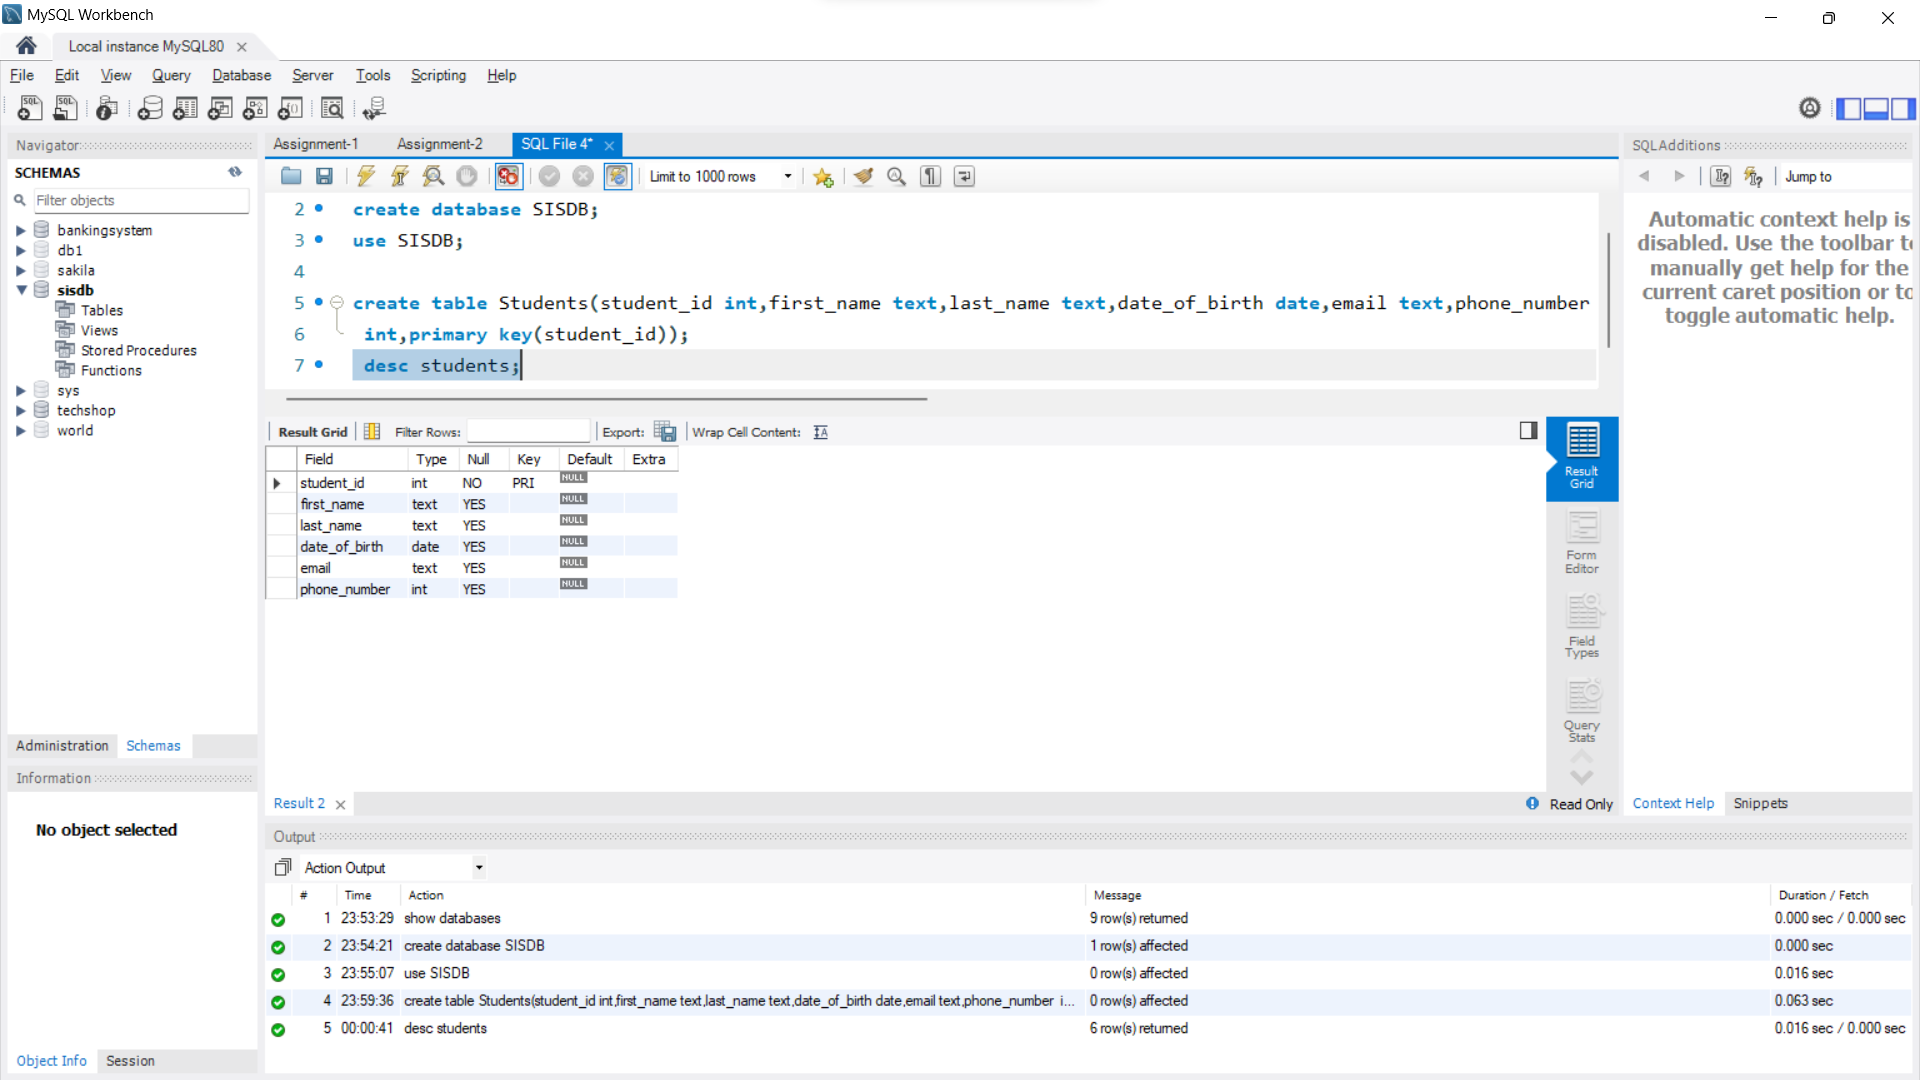 MySQL Workbench
Local instance MySQL80
File Edit View Query Database Server Tools Scripting Help
Navigator
SCHEMAS
Filter objects
bankingsystem
db1
sakila
sisdb
Tables
Views
Stored Procedures
Functions
sys
techshop
world
Administration Schemas
Information
No object selected
Object Info Session
Assignment-1 Assignment-2 SQL File 4*
Limit to 1000 rows
2 create database SISDB;
3 use SISDB;
4
5 create table Students(student_id int,first_name text,last_name text,date_of_birth date,email text,phone_number
6 int,primary key(student_id));
7 desc students;
Result Grid Filter Rows: Export: Wrap Cell Content:
Field Type Null Key Default Extra
student_id int NO PRI NULL
first_name text YES NULL
last_name text YES NULL
date_of_birth date YES NULL
email text YES NULL
phone_number int YES NULL
Result
Grid
Form
Editor
Field
Types
Query
Stats
Result 2
Read Only
SQLAdditions
Jump to
Automatic context help is
disabled. Use the toolbar t
manually get help for the
current caret position or to
toggle automatic help.
Context Help Snippets
Output
Action Output
# Time Action Message Duration / Fetch
1 23:53:29 show databases 9 row(s) returned 0.000 sec / 0.000 sec
2 23:54:21 create database SISDB 1 row(s) affected 0.000 sec
3 23:55:07 use SISDB 0 row(s) affected 0.016 sec
4 23:59:36 create table Students(student_id int,first_name text,last_name text,date_of_birth date,email text,phone_number i... 0 row(s) affected 0.063 sec
5 00:00:41 desc students 6 row(s) returned 0.016 sec / 0.000 sec